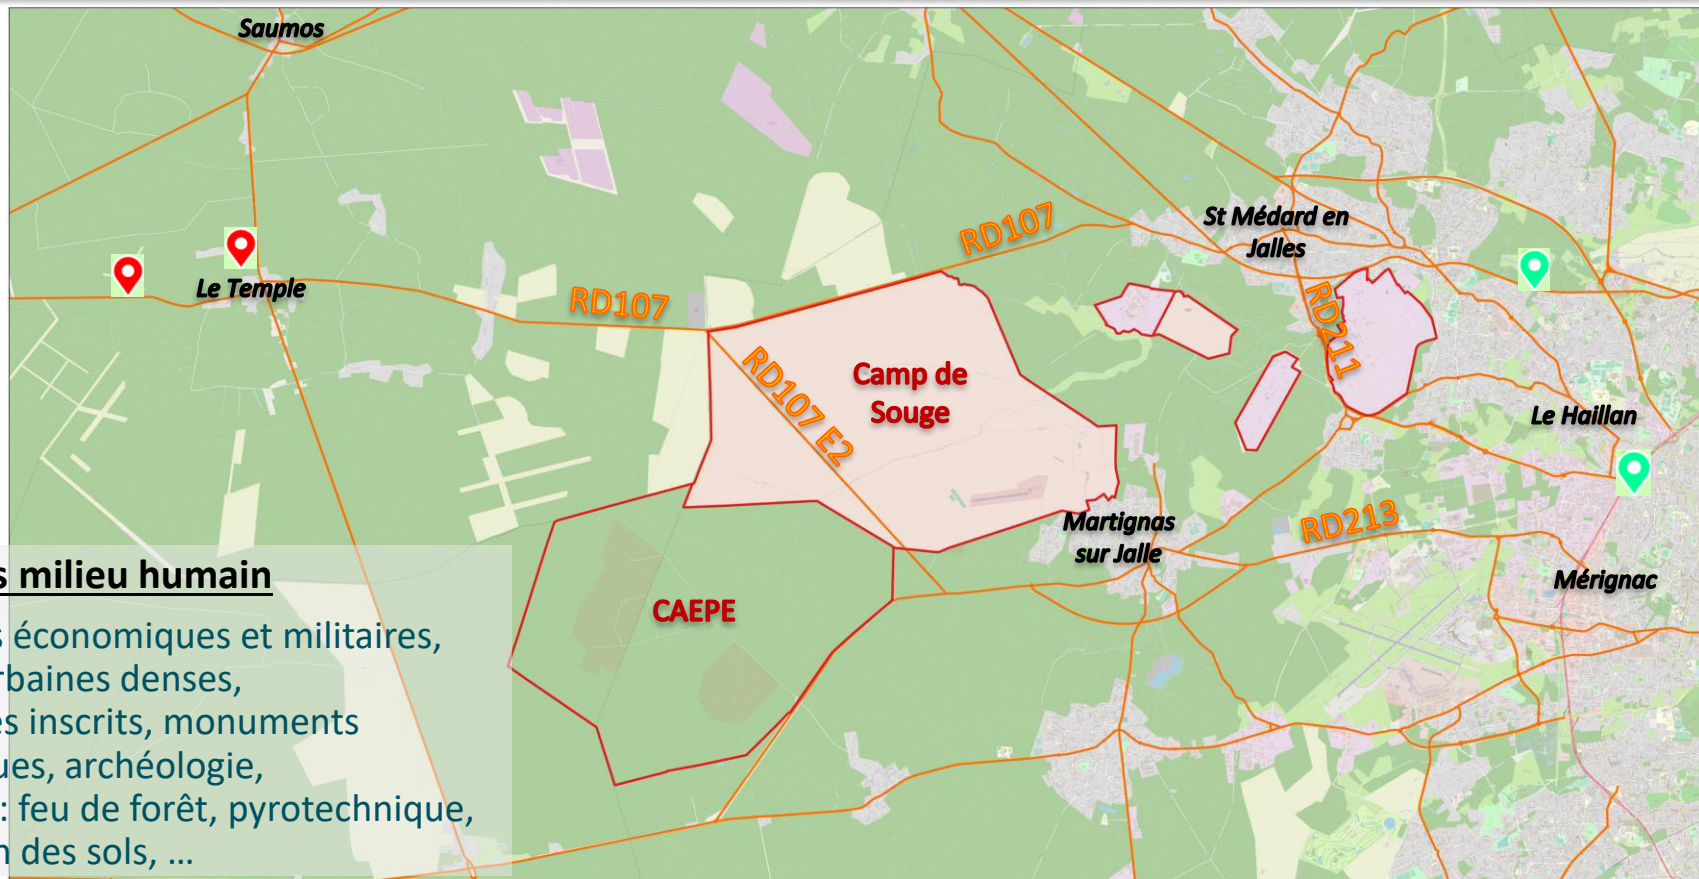 Saumos
St Médard en
Jalles
RD107
Le Temple
RD107
RD211
RD107 E2
Camp de
Souge
Le Haillan
Martignas
sur Jalle
RD213
Mérignac
CAEPE
s milieu humain
s économiques et militaires,
rbaines denses,
es inscrits, monuments
ues, archéologie,
: feu de forêt, pyrotechnique,
n des sols, ...